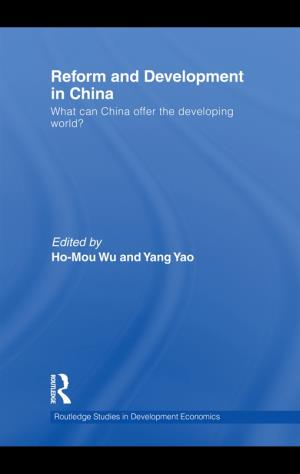 Reform and Development
in China
What can China offer the developing
world?
Edited by
Ho-Mou Wu and Yang Yao
ROUTLEDGE
Routledge Studies in Development Economics